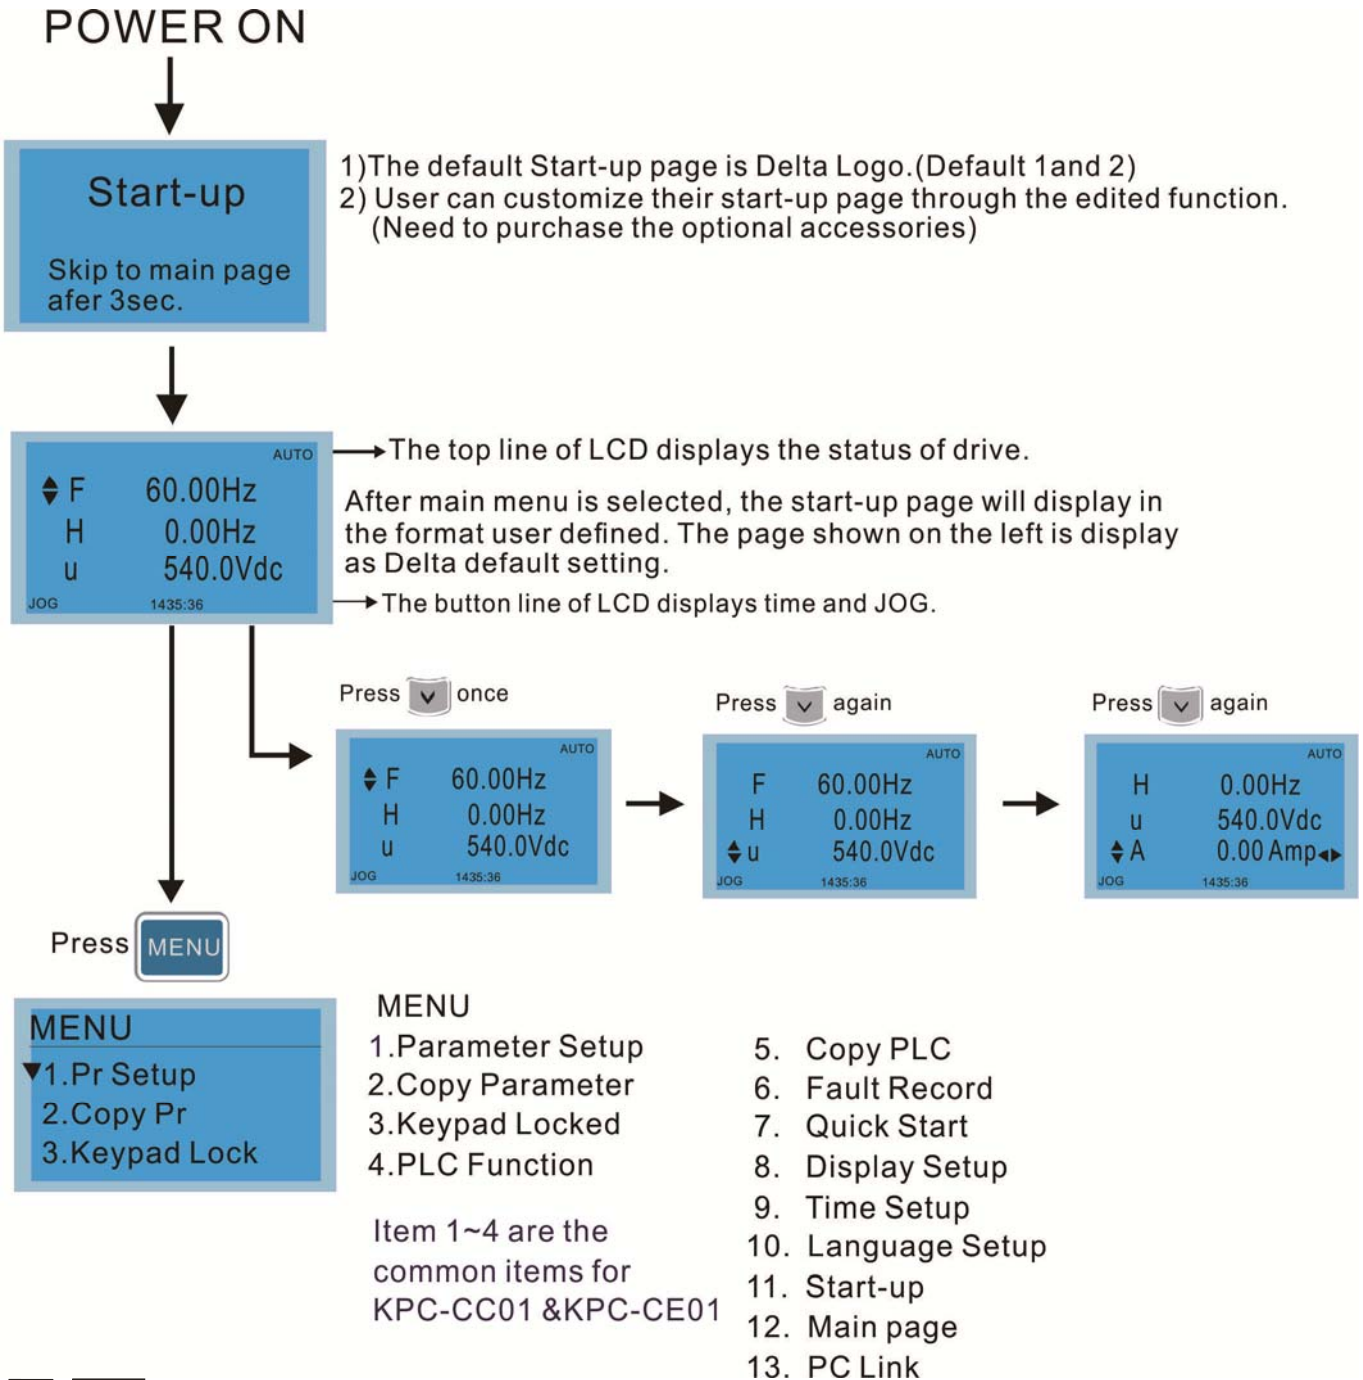 POWER ON
Start-up
Skip to main page
afer 3sec.
1)The default Start-up page is Delta Logo.(Default 1and 2)
2) User can customize their start-up page through the edited function.
(Need to purchase the optional accessories)
AUTO
F 60.00Hz
H 0.00Hz
u 540.0Vdc
JOG 1435:36
The top line of LCD displays the status of drive.
After main menu is selected, the start-up page will display in
the format user defined. The page shown on the left is display
as Delta default setting.
The button line of LCD displays time and JOG.
Press once
AUTO
F 60.00Hz
H 0.00Hz
u 540.0Vdc
JOG 1435:36
Press again
AUTO
F 60.00Hz
H 0.00Hz
u 540.0Vdc
JOG 1435:36
Press again
AUTO
H 0.00Hz
u 540.0Vdc
A 0.00 Amp
JOG 1435:36
Press MENU
MENU
1.Pr Setup
2.Copy Pr
3.Keypad Lock
MENU
1.Parameter Setup
2.Copy Parameter
3.Keypad Locked
4.PLC Function
Item 1~4 are the
common items for
KPC-CC01 &KPC-CE01
5. Copy PLC
6. Fault Record
7. Quick Start
8. Display Setup
9. Time Setup
10. Language Setup
11. Start-up
12. Main page
13. PC Link